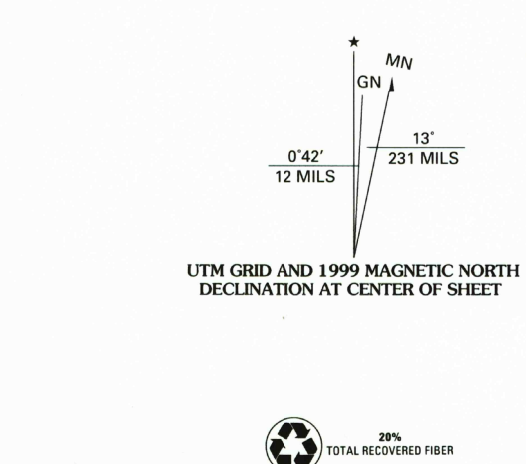 ★
MN
GN
13°
231 MILS
0°42′
12 MILS
UTM GRID AND 1999 MAGNETIC NORTH
DECLINATION AT CENTER OF SHEET
20%
TOTAL RECOVERED FIBER